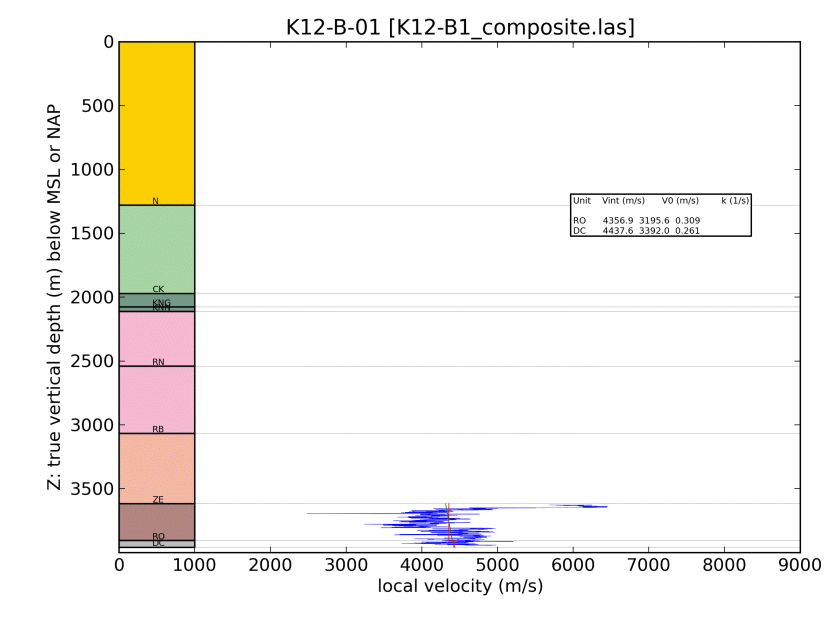 K12-B-01 [K12-B1_composite.las]
Z: true vertical depth (m) below MSL or NAP
0
500
1000
1500
2000
2500
3000
3500
N
CK
KNG
KNN
RN
RB
ZE
RO
DC
Unit Vint (m/s) V0 (m/s) k (1/s)
RO 4356.9 3195.6 0.309
DC 4437.6 3392.0 0.261
0 1000 2000 3000 4000 5000 6000 7000 8000 9000
local velocity (m/s)